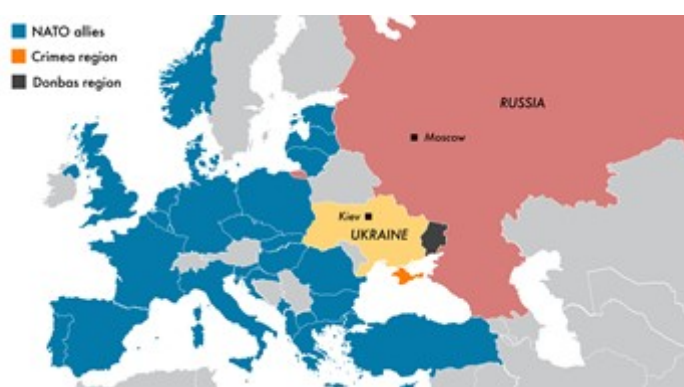 NATO allies
Crimea region
Donbas region
RUSSIA
Moscow
Kiev
UKRAINE